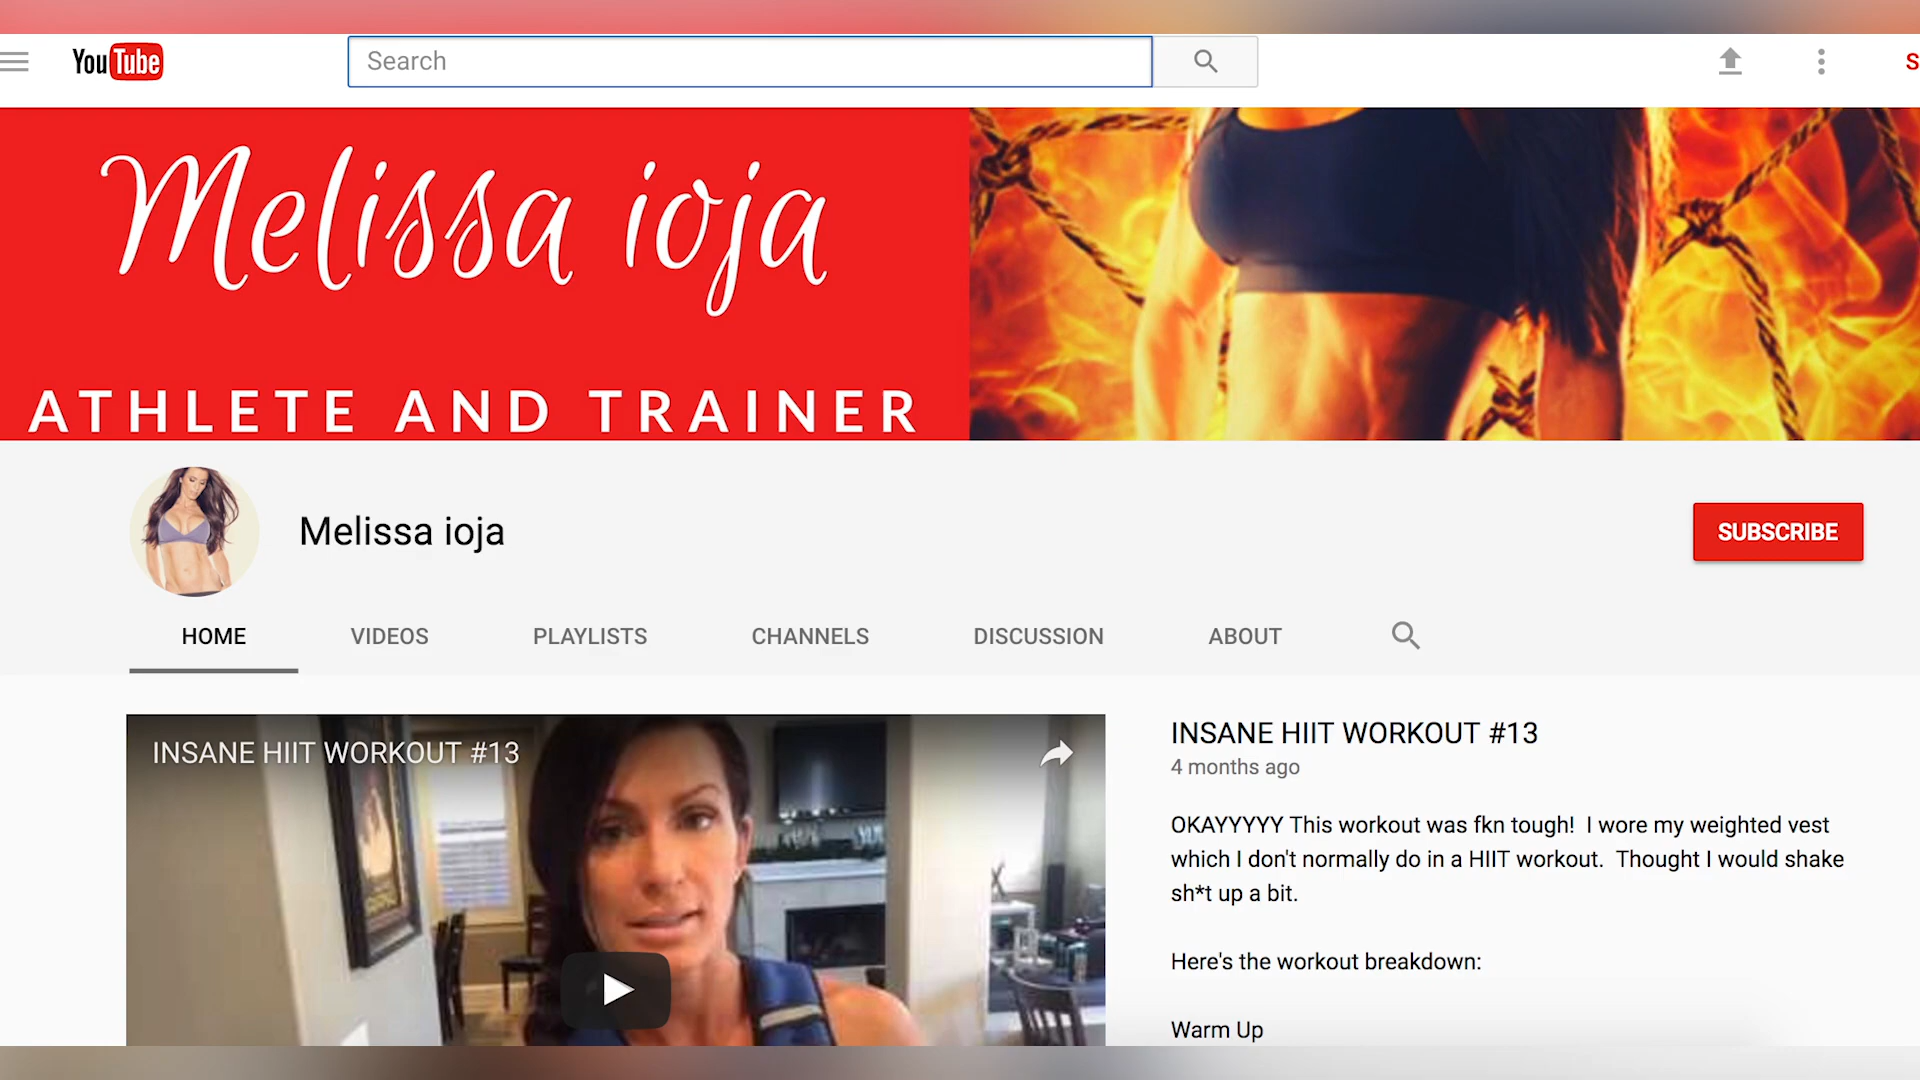 YouTube
Search
S
Melissa ioja
ATHLETE AND TRAINER
Melissa ioja
SUBSCRIBE
HOME
VIDEOS
PLAYLISTS
CHANNELS
DISCUSSION
ABOUT
INSANE HIIT WORKOUT #13
INSANE HIIT WORKOUT #13
4 months ago
OKAYYYYY This workout was fkn tough!  I wore my weighted vest
which I don't normally do in a HIIT workout.  Thought I would shake
sh*t up a bit.
Here's the workout breakdown:
Warm Up